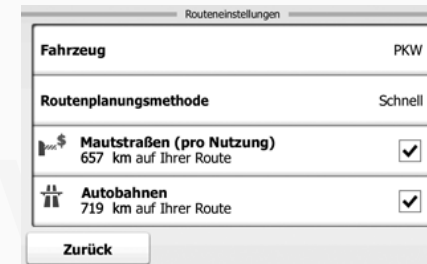 Routeneinstellungen
Fahrzeug PKW
Routenplanungsmethode Schnell
$ Mautstraßen (pro Nutzung)
657 km auf Ihrer Route
Autobahnen
719 km auf Ihrer Route
Zurück